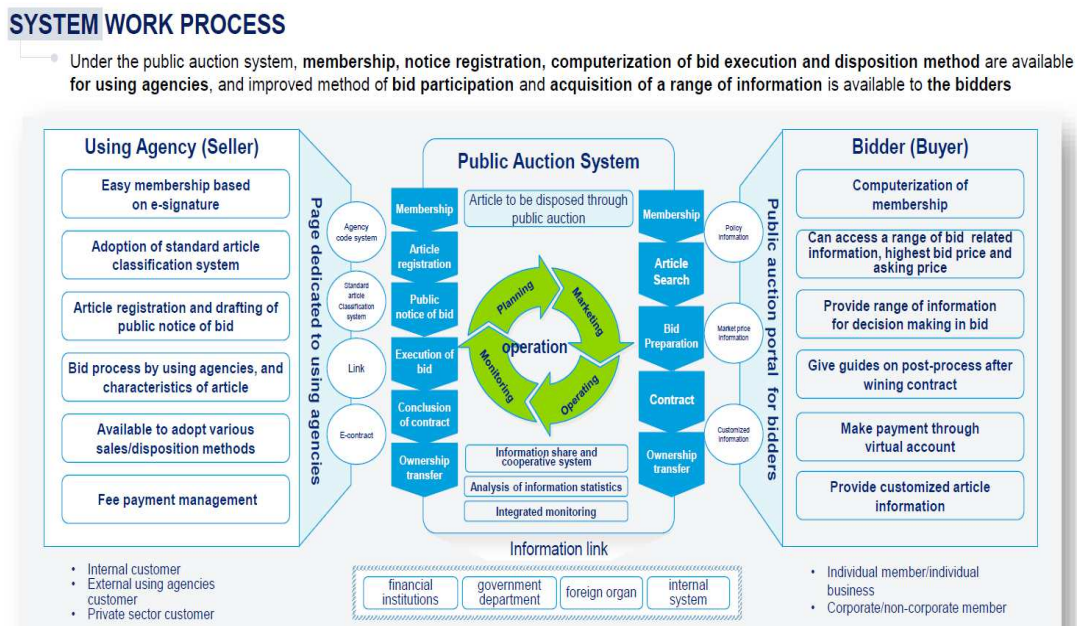 SYSTEM WORK PROCESS
Under the public auction system, membership, notice registration, computerization of bid execution and disposition method are available
for using agencies, and improved method of bid participation and acquisition of a range of information is available to the bidders
Using Agency (Seller)
Easy membership based
on e-signature
Adoption of standard article
classification system
Article registration and drafting of
public notice of bid
Bid process by using agencies, and
characteristics of article
Available to adopt various
sales/disposition methods
Fee payment management
• Internal customer
• External using agencies
customer
• Private sector customer
Page dedicated to using agencies
Agency
code system
Standard
article
Classification
system
Link
E-contract
Public Auction System
Membership
Article
registration
Public
notice of bid
Execution of
bid
Conclusion
of contract
Ownership
transfer
Article to be disposed through
public auction
Planning
Marketing
Operating
Monitoring
operation
Information share and
cooperative system
Analysis of information statistics
Integrated monitoring
Membership
Article
Search
Bid
Preparation
Contract
Ownership
transfer
Policy
Information
Market price
Information
Customized
Information
Public auction portal for bidders
Bidder (Buyer)
Computerization of
membership
Can access a range of bid related
information, highest bid price and
asking price
Provide range of information
for decision making in bid
Give guides on post-process after
wining contract
Make payment through
virtual account
Provide customized article
information
• Individual member/individual
business
• Corporate/non-corporate member
Information link
financial
institutions
government
department
foreign organ
internal
system